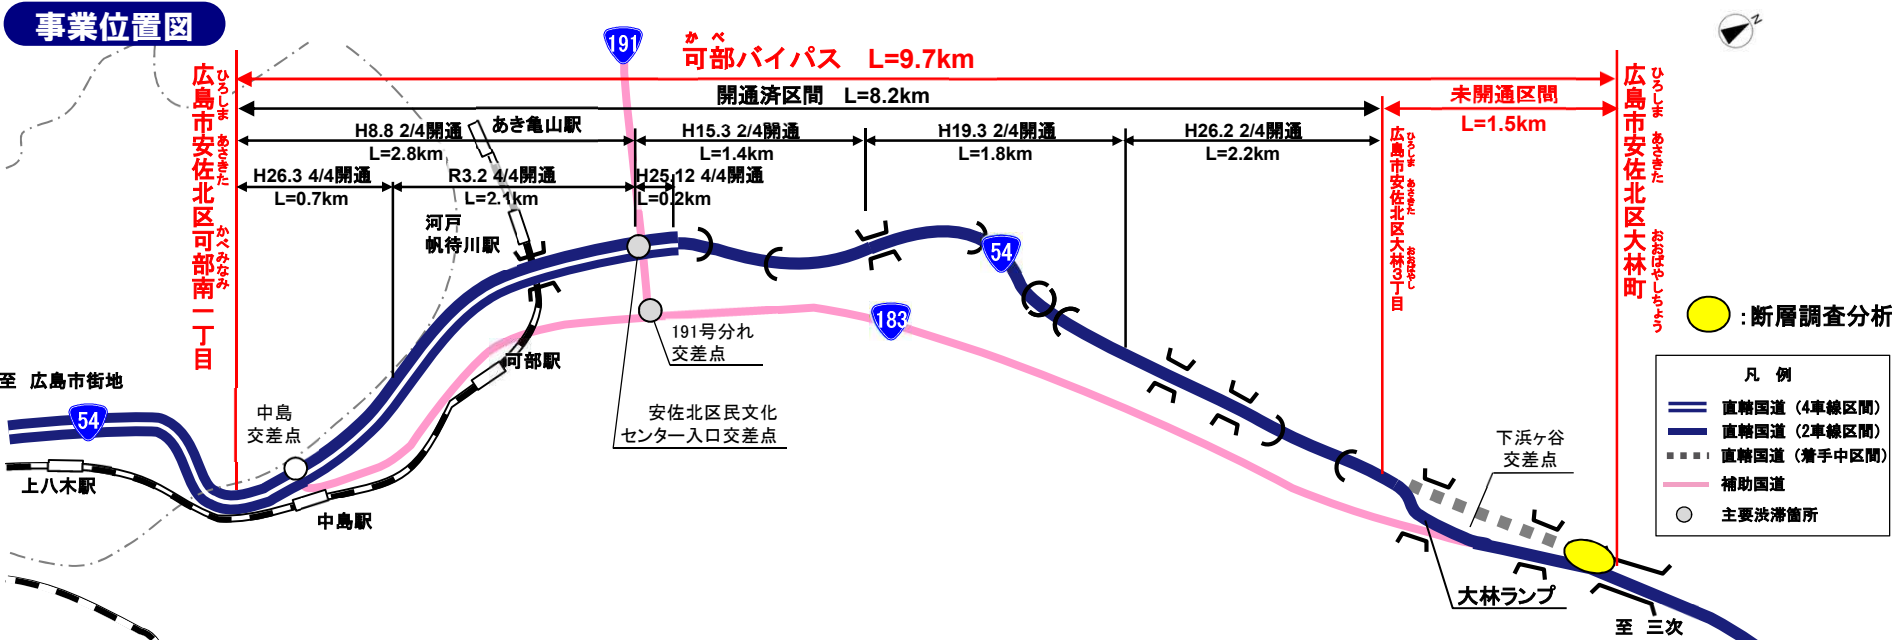 事業位置図
N
191
かべ
可部バイパス L=9.7km
開通済区間 L=8.2km
未開通区間
L=1.5km
H8.8 2/4開通
L=2.8km
H15.3 2/4開通
L=1.4km
H19.3 2/4開通
L=1.8km
H26.2 2/4開通
L=2.2km
H26.3 4/4開通
L=0.7km
R3.2 4/4開通
L=2.1km
H25.12 4/4開通
L=0.2km
ひろしま あさきた かべみなみ
広島市安佐北区可部南一丁目
ひろしま あさきた おおばやし
広島市安佐北区大林3丁目
ひろしま あさきた おおばやしちょう
広島市安佐北区大林町
あき亀山駅
河戸
帆待川駅
54
183
191号分れ
交差点
可部駅
安佐北区民文化
センター入口交差点
至 広島市街地
54
中島
交差点
上八木駅
中島駅
下浜ヶ谷
交差点
大林ランプ
至 三次
：断層調査分析
凡 例
直轄国道（4車線区間）
直轄国道（2車線区間）
直轄国道（着手中区間）
補助国道
主要渋滞箇所